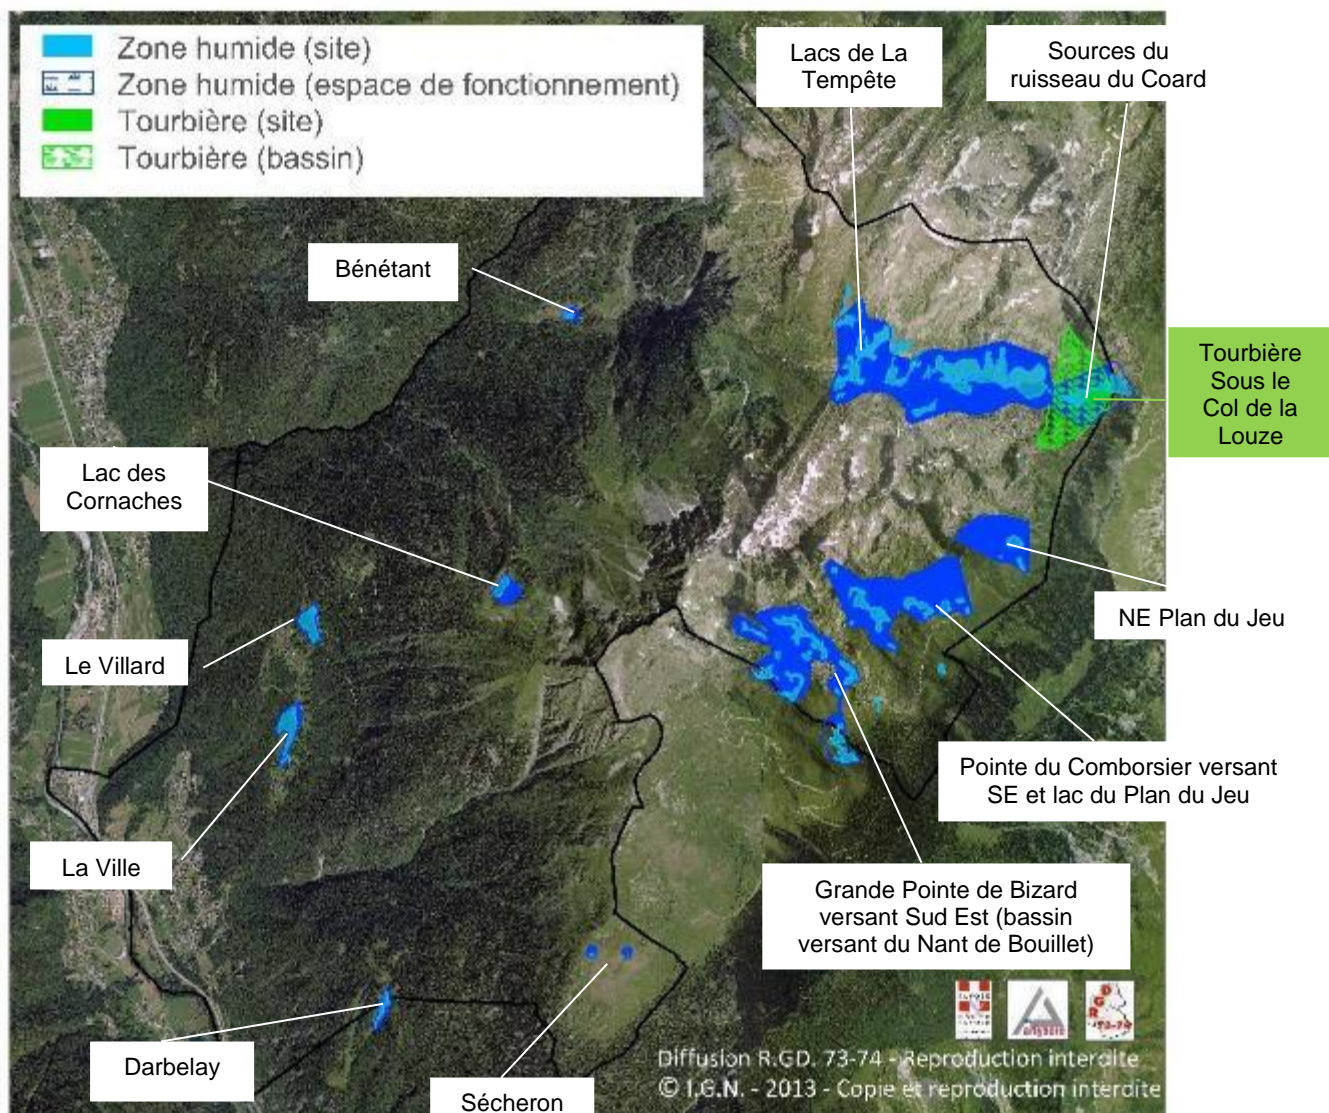 Zone humide (site)
Zone humide (espace de fonctionnement)
Tourbière (site)
Tourbière (bassin)
Lacs de La
Tempête
Sources du
ruisseau du Coard
Bénétant
Tourbière
Sous le
Col de la
Louze
Lac des
Cornaches
NE Plan du Jeu
Le Villard
Pointe du Comborsier versant
SE et lac du Plan du Jeu
La Ville
Grande Pointe de Bizard
versant Sud Est (bassin
versant du Nant de Bouillet)
Darbelay
Sécheron
Diffusion R.GD. 73-74 - Reproduction interdite
© I.G.N. - 2013 - Copie et reproduction interdite